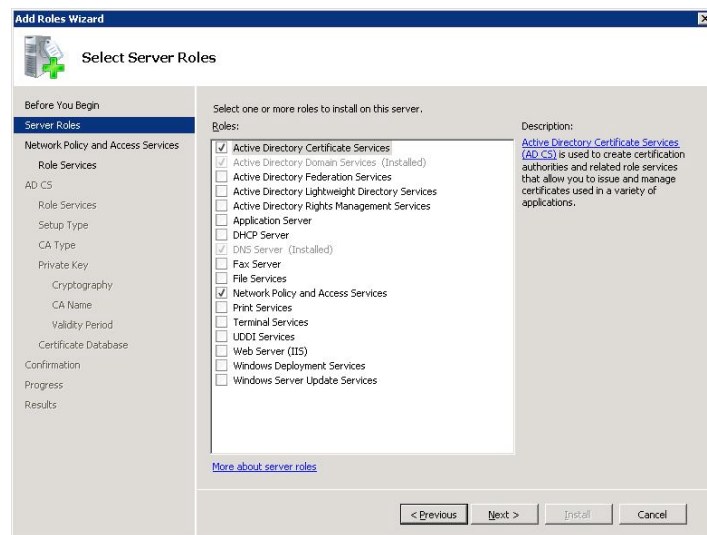 Add Roles Wizard
Select Server Roles
Before You Begin
Server Roles
Network Policy and Access Services
Role Services
AD CS
Role Services
Setup Type
CA Type
Private Key
Cryptography
CA Name
Validity Period
Certificate Database
Confirmation
Progress
Results
Select one or more roles to install on this server.
Roles:
Active Directory Certificate Services
Active Directory Domain Services (Installed)
Active Directory Federation Services
Active Directory Lightweight Directory Services
Active Directory Rights Management Services
Application Server
DHCP Server
DNS Server (Installed)
Fax Server
File Services
Network Policy and Access Services
Print Services
Terminal Services
UDDI Services
Web Server (IIS)
Windows Deployment Services
Windows Server Update Services
More about server roles
Description:
Active Directory Certificate Services
(AD CS) is used to create certification
authorities and related role services
that allow you to issue and manage
certificates used in a variety of
applications.
< Previous
Next >
Install
Cancel